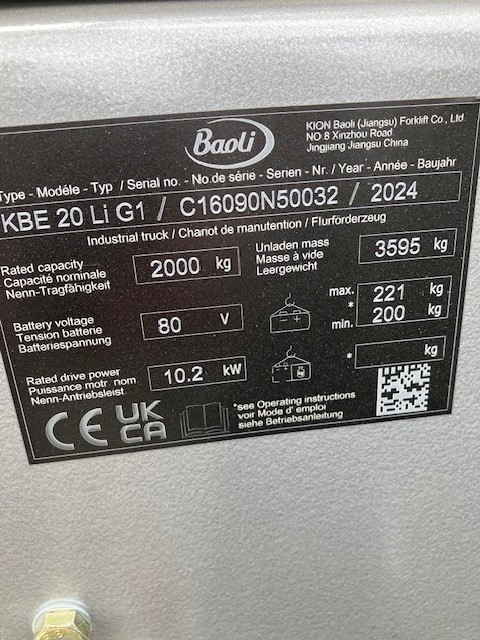 Baoli
KION Baoli (Jiangsu) Forklift Co., Ltd
NO 8 Xinzhou Road
Jingjiang Jiangsu China
Type - Modéle - Typ / Serial no. - No.de série - Serien - Nr. / Year - Année - Baujahr
KBE 20 Li G1 / C16090N50032 / 2024
Industrial truck / Chariot de manutention / Flurförderzeug
Rated capacity
Capacité nominale
Nenn-Tragfähigkeit
2000 kg
Unladen mass
Masse à vide
Leergewicht
3595 kg
Battery voltage
Tension batterie
Batteriespannung
80 V
max. 221 kg
*
min. 200 kg
Rated drive power
Puissance motr. nom
Nenn-Antriebsleist.
10.2 kW
* kg
CE UK
CA
*see Operating instructions
voir Mode d' emploi
siehe Betriebsanleitung